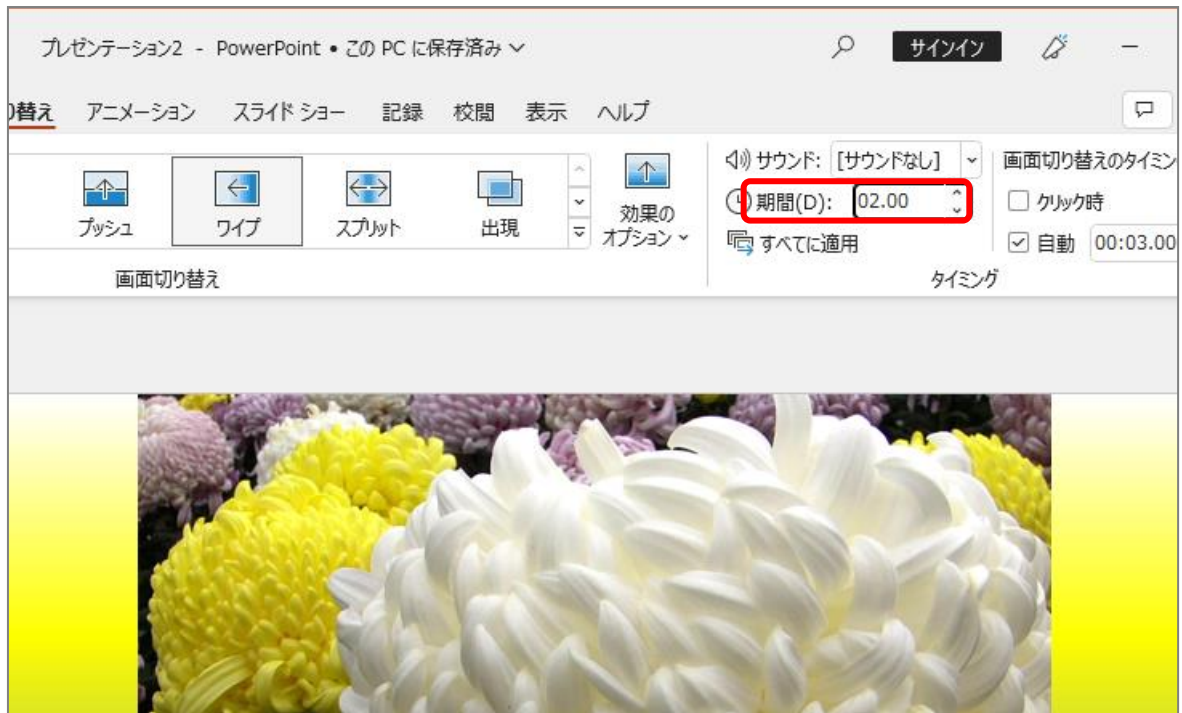 プレゼンテーション2 - PowerPoint • この PC に保存済み
サインイン
替え アニメーション スライド ショー 記録 校閲 表示 ヘルプ
サウンド: [サウンドなし] 画面切り替えのタイミン
期間(D): 02.00 クリック時
プッシュ ワイプ スプリット 出現 効果の
オプション
すべてに適用 自動 00:03.00
画面切り替え タイミング